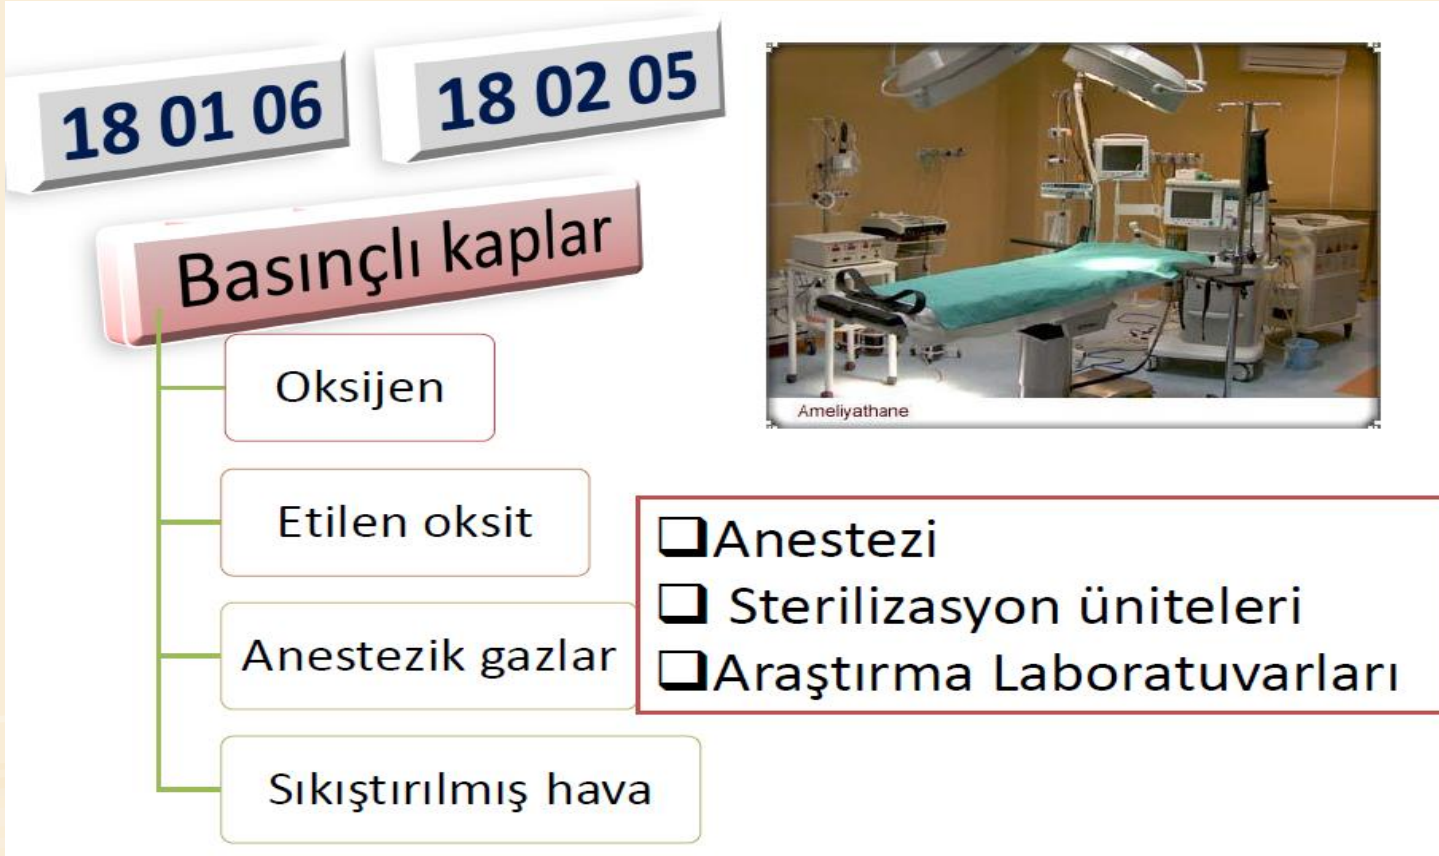 18 01 06
18 02 05
Basınçlı kaplar
Oksijen
Etilen oksit
Anestezik gazlar
Sıkıştırılmış hava
Ameliyathane
❑Anestezi
❑ Sterilizasyon üniteleri
❑Araştırma Laboratuvarları